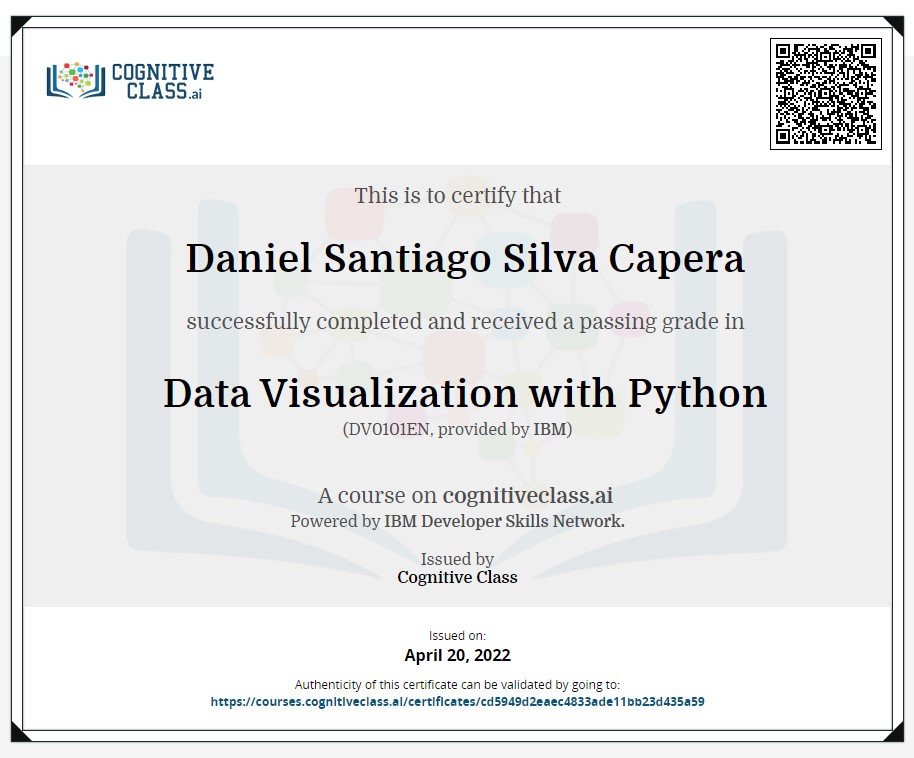 COGNITIVE
CLASS.ai
This is to certify that
Daniel Santiago Silva Capera
successfully completed and received a passing grade in
Data Visualization with Python
(DV0101EN, provided by IBM)
A course on cognitiveclass.ai
Powered by IBM Developer Skills Network.
Issued by
Cognitive Class
Issued on:
April 20, 2022
Authenticity of this certificate can be validated by going to:
https://courses.cognitiveclass.ai/certificates/cd5949d2eaec4833ade11bb23d435a59